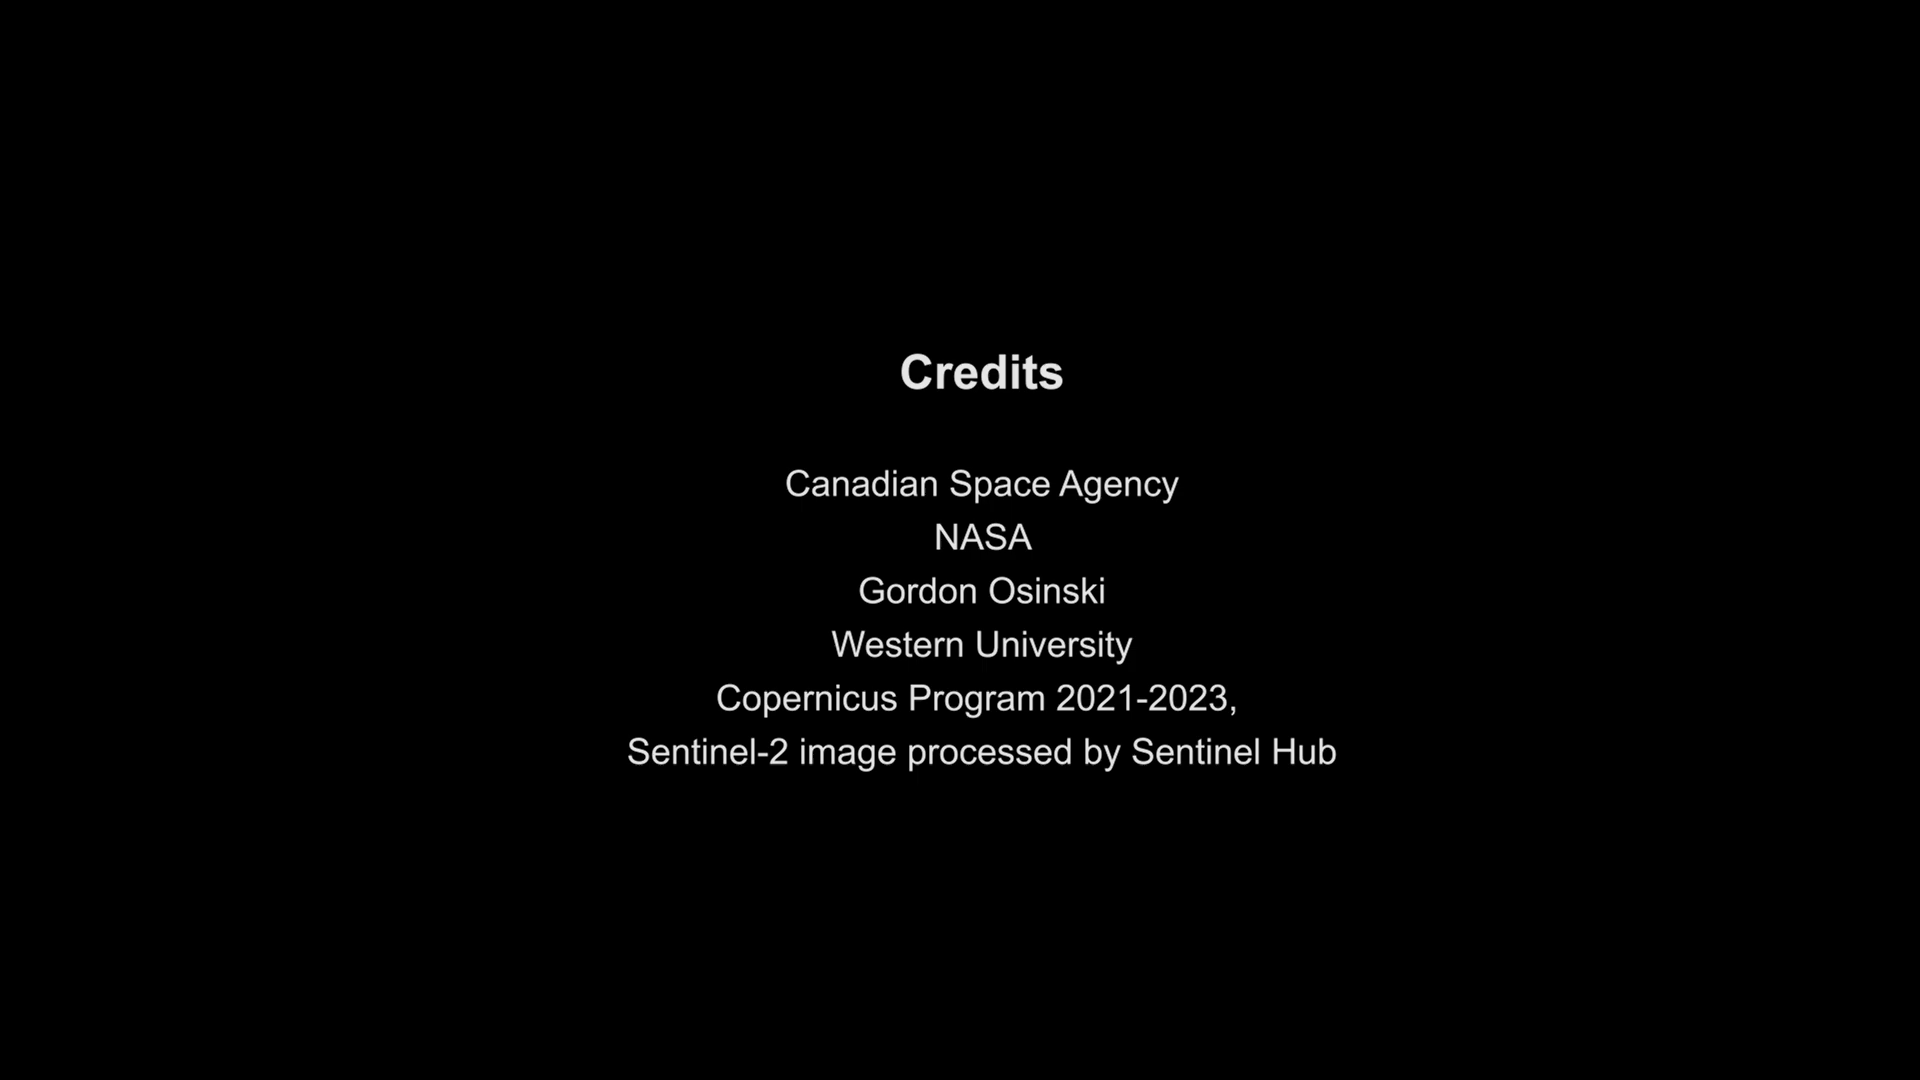 Credits
Canadian Space Agency
NASA
Gordon Osinski
Western University
Copernicus Program 2021-2023,
Sentinel-2 image processed by Sentinel Hub